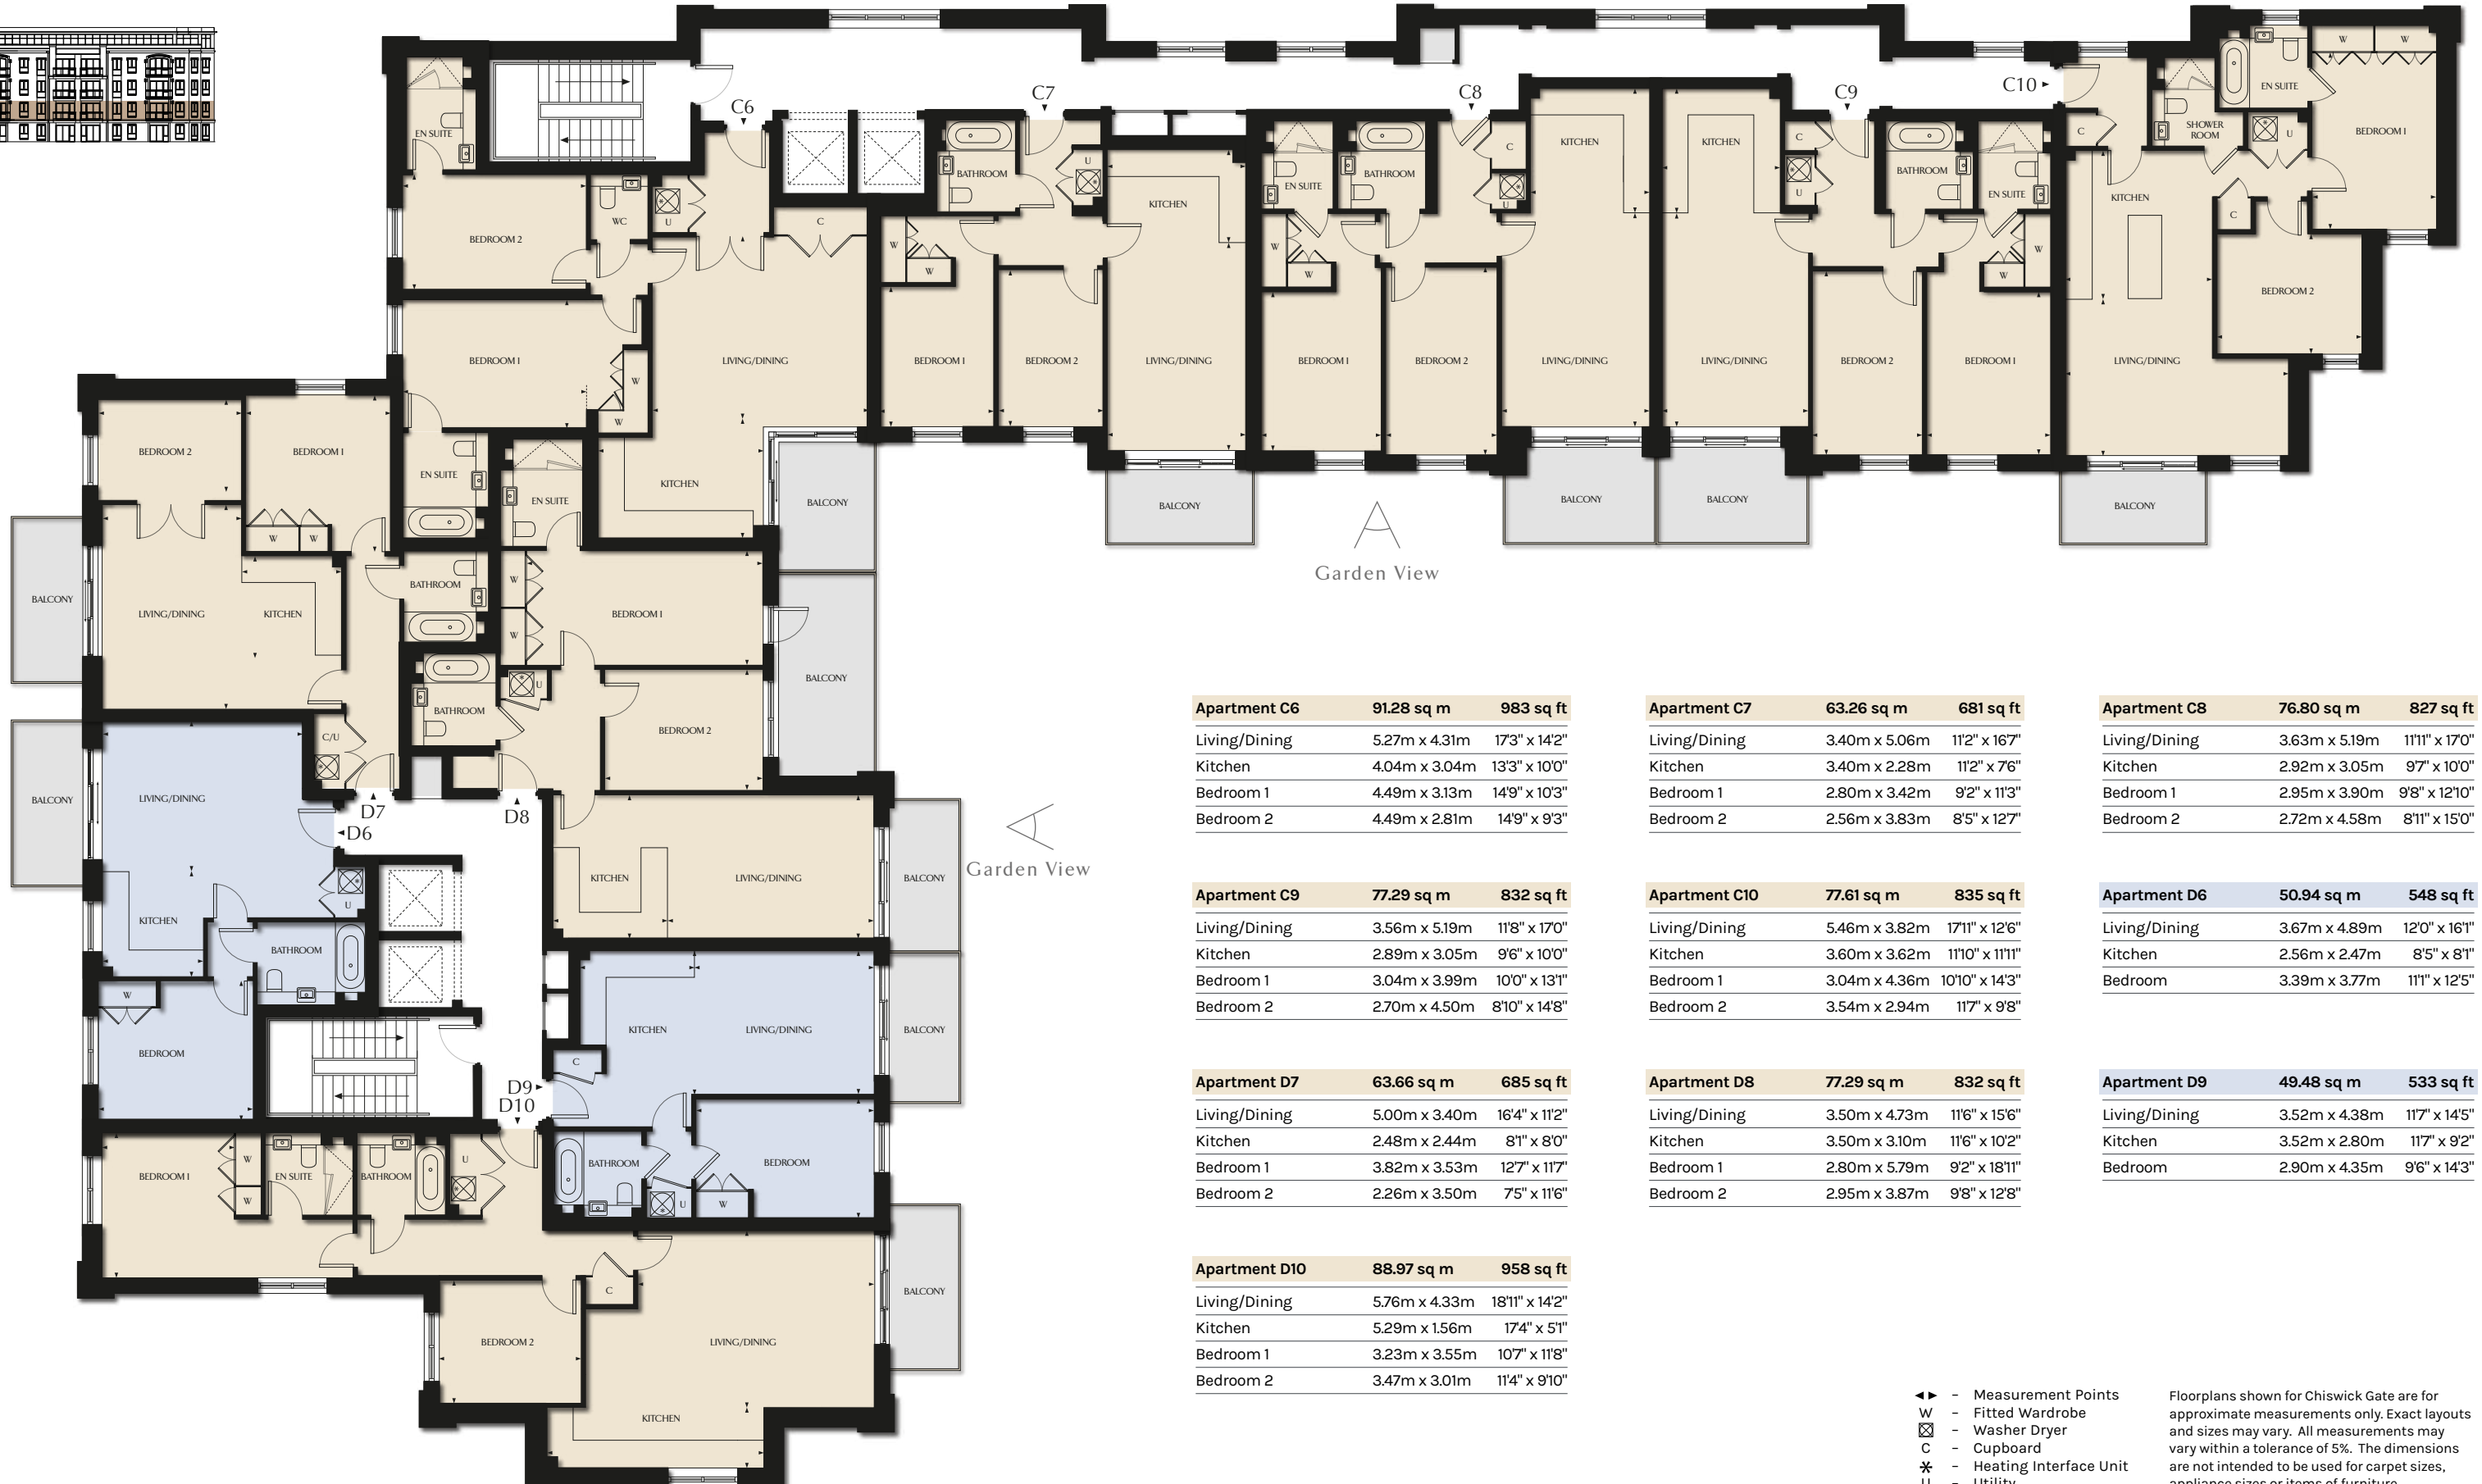 C6
C7
C8
C9
C10
EN SUITE
BEDROOM 2
WC
U
C
BEDROOM 1
W
W
LIVING/DINING
EN SUITE
KITCHEN
BALCONY
BATHROOM
U
W
W
BEDROOM 1
BEDROOM 2
KITCHEN
LIVING/DINING
BALCONY
EN SUITE
BATHROOM
C
U
W
W
BEDROOM 1
BEDROOM 2
KITCHEN
LIVING/DINING
BALCONY
KITCHEN
LIVING/DINING
BALCONY
C
U
BATHROOM
EN SUITE
W
W
BEDROOM 2
BEDROOM 1
C
SHOWER
ROOM
EN SUITE
W
W
U
BEDROOM 1
KITCHEN
C
BEDROOM 2
LIVING/DINING
BALCONY
Garden View
BEDROOM 2
BEDROOM 1
W
W
BALCONY
LIVING/DINING
KITCHEN
BATHROOM
C/U
D7
EN SUITE
W
W
BEDROOM 1
BALCONY
BATHROOM
U
BEDROOM 2
D8
KITCHEN
LIVING/DINING
BALCONY
Garden View
BALCONY
LIVING/DINING
D6
U
KITCHEN
BATHROOM
W
BEDROOM
KITCHEN
LIVING/DINING
BALCONY
C
D9
D10
BATHROOM
U
W
BEDROOM
BEDROOM 1
W
W
EN SUITE
BATHROOM
U
C
BEDROOM 2
LIVING/DINING
BALCONY
KITCHEN
Apartment C6 91.28 sq m 983 sq ft
Living/Dining 5.27m x 4.31m 17'3" x 14'2"
Kitchen 4.04m x 3.04m 13'3" x 10'0"
Bedroom 1 4.49m x 3.13m 14'9" x 10'3"
Bedroom 2 4.49m x 2.81m 14'9" x 9'3"
Apartment C7 63.26 sq m 681 sq ft
Living/Dining 3.40m x 5.06m 11'2" x 16'7"
Kitchen 3.40m x 2.28m 11'2" x 7'6"
Bedroom 1 2.80m x 3.42m 9'2" x 11'3"
Bedroom 2 2.56m x 3.83m 8'5" x 12'7"
Apartment C8 76.80 sq m 827 sq ft
Living/Dining 3.63m x 5.19m 11'11" x 17'0"
Kitchen 2.92m x 3.05m 9'7" x 10'0"
Bedroom 1 2.95m x 3.90m 9'8" x 12'10"
Bedroom 2 2.72m x 4.58m 8'11" x 15'0"
Apartment C9 77.29 sq m 832 sq ft
Living/Dining 3.56m x 5.19m 11'8" x 17'0"
Kitchen 2.89m x 3.05m 9'6" x 10'0"
Bedroom 1 3.04m x 3.99m 10'0" x 13'1"
Bedroom 2 2.70m x 4.50m 8'10" x 14'8"
Apartment C10 77.61 sq m 835 sq ft
Living/Dining 5.46m x 3.82m 17'11" x 12'6"
Kitchen 3.60m x 3.62m 11'10" x 11'11"
Bedroom 1 3.04m x 4.36m 10'10" x 14'3"
Bedroom 2 3.54m x 2.94m 11'7" x 9'8"
Apartment D6 50.94 sq m 548 sq ft
Living/Dining 3.67m x 4.89m 12'0" x 16'1"
Kitchen 2.56m x 2.47m 8'5" x 8'1"
Bedroom 3.39m x 3.77m 11'1" x 12'5"
Apartment D7 63.66 sq m 685 sq ft
Living/Dining 5.00m x 3.40m 16'4" x 11'2"
Kitchen 2.48m x 2.44m 8'1" x 8'0"
Bedroom 1 3.82m x 3.53m 12'7" x 11'7"
Bedroom 2 2.26m x 3.50m 7'5" x 11'6"
Apartment D8 77.29 sq m 832 sq ft
Living/Dining 3.50m x 4.73m 11'6" x 15'6"
Kitchen 3.50m x 3.10m 11'6" x 10'2"
Bedroom 1 2.80m x 5.79m 9'2" x 18'11"
Bedroom 2 2.95m x 3.87m 9'8" x 12'8"
Apartment D9 49.48 sq m 533 sq ft
Living/Dining 3.52m x 4.38m 11'7" x 14'5"
Kitchen 3.52m x 2.80m 11'7" x 9'2"
Bedroom 2.90m x 4.35m 9'6" x 14'3"
Apartment D10 88.97 sq m 958 sq ft
Living/Dining 5.76m x 4.33m 18'11" x 14'2"
Kitchen 5.29m x 1.56m 17'4" x 5'1"
Bedroom 1 3.23m x 3.55m 10'7" x 11'8"
Bedroom 2 3.47m x 3.01m 11'4" x 9'10"
◄► – Measurement Points
W – Fitted Wardrobe
– Washer Dryer
C – Cupboard
– Heating Interface Unit
U – Utility
Floorplans shown for Chiswick Gate are for
approximate measurements only. Exact layouts
and sizes may vary. All measurements may
vary within a tolerance of 5%. The dimensions
are not intended to be used for carpet sizes,
appliance sizes or items of furniture.